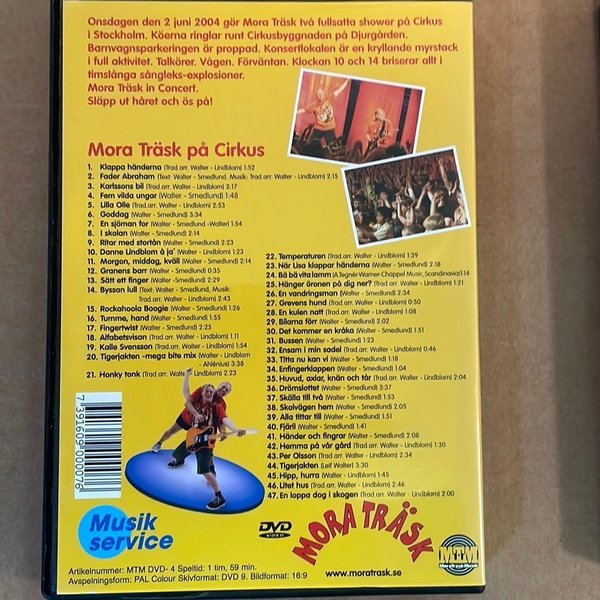 Onsdagen den 2 juni 2004 gör Mora Träsk två fullsatta shower på Cirkus
i Stockholm. Köerna ringlar runt Cirkusbyggnaden på Djurgården.
Barnvagnsparkeringen är proppad. Konsertlokalen är en kryllande myrstack
i full aktivitet. Talkörer. Vågen. Förväntan. Klockan 10 och 14 briserar allt i
timslånga sångleks-explosioner.
Mora Träsk in Concert.
Släpp ut håret och ös på!
Mora Träsk på Cirkus
1. Klappa händerna (Trad.arr. Walter - Lindblom) 1:52
2. Fader Abraham (Text: Walter - Smedlund, Musik: Trad.arr. Walter - Lindblom) 2:15
3. Karlssons bil (Trad.arr. Walter - Lindblom) 2:17
4. Fem vilda ungar (Walter - Smedlund) 1:48
5. Lilla Olle (Trad.arr. Walter - Lindblom) 2:53
6. Goddag (Walter - Smedlund) 3:34
7. En sjöman for (Walter - Smedlund -Walter) 1:54
8. I skolan (Walter - Smedlund) 2:14
9. Ritar med stortån (Walter - Smedlund) 2:23
10. Danne Lindblom å ja' (Trad.arr. Walter - Lindblom) 1:23
11. Morgon, middag, kväll (Walter - Smedlund) 2:14
12. Granens barr (Walter - Smedlund) 0:35
13. Sätt ett finger (Walter - Smedlund) 2:29
14. Byssan lull (Text: Walter - Smedlund, Musik:
Trad.arr. Walter - Lindblom) 2:43
15. Rockahoola Boogie (Walter - Smedlund) 1:26
16. Tumme, hand (Walter - Smedlund) 1:55
17. Fingertwist (Walter - Smedlund) 2:25
18. Alfabetsvisan (Trad.arr. Walter - Lindblom) 1:11
19. Kalle Svensson (Trad.arr. Walter - Lindblom) 1:54
20. Tigerjakten -mega bite mix (Walter - Lindblom
- Ahlénius) 3:38
21. Honky tonk (Trad.arr. Walter - Lindblom) 2:23
22. Temperaturen (Trad.arr. Walter - Lindblom) 1:39
23. När Lisa klappar händerna (Walter - Smedlund) 2:18
24. Bä bä vita lamm (A.Tegnér-Warner-Chappel Music, Scandinavia) 1:14
25. Hänger öronen på dig ner? (Trad.arr. Walter - Lindblom) 1:21
26. En vandringsman (Walter - Smedlund) 2:34
27. Grevens hund (Trad.arr. Walter - Lindblom) 0:50
28. En kulen natt (Trad.arr. Walter - Lindblom) 1:08
29. Bilarna förr (Walter - Smedlund) 2:02
30. Det kommer en kråka (Walter - Smedlund) 1:51
31. Bussen (Walter - Smedlund) 1:23
32. Ensam i min sadel (Trad.arr. Walter - Lindblom) 0:46
33. Titta nu kan vi (Walter - Smedlund) 1:18
34. Enfingerklappen (Walter - Smedlund) 1:04
35. Huvud, axlar, knän och tår (Trad.arr. Walter - Lindblom) 2:04
36. Drömslottet (Walter - Smedlund) 3:12
37. Skälla till två (Walter - Smedlund) 1:53
38. Skolvägen hem (Walter - Smedlund) 2:05
39. Alla tittar till (Walter - Smedlund) 1:51
40. Fjäril (Walter - Smedlund) 1:41
41. Händer och fingrar (Walter - Smedlund) 2:08
42. Hemma på vår gård (Trad.arr. Walter - Lindblom) 1:30
43. Per Olsson (Trad.arr. Walter - Lindblom) 2:34
44. Tigerjakten (Leif Walter) 3:30
45. Hipp, hurra (Walter - Smedlund) 1:45
46. Litet hus (Trad.arr. Walter - Lindblom) 2:46
47. En loppa dog i skogen (Trad.arr. Walter - Lindblom) 2:00
7 391609 000076
Musik
service
DVD
VIDEO
MORA TRÄSK
www.moratrask.se
MTM
MoraTräsk Musik
Artikelnummer: MTM DVD- 4 Speltid: 1 tim, 59 min.
Avspelningsform: PAL Colour Skivformat: DVD 9. Bildformat: 16:9